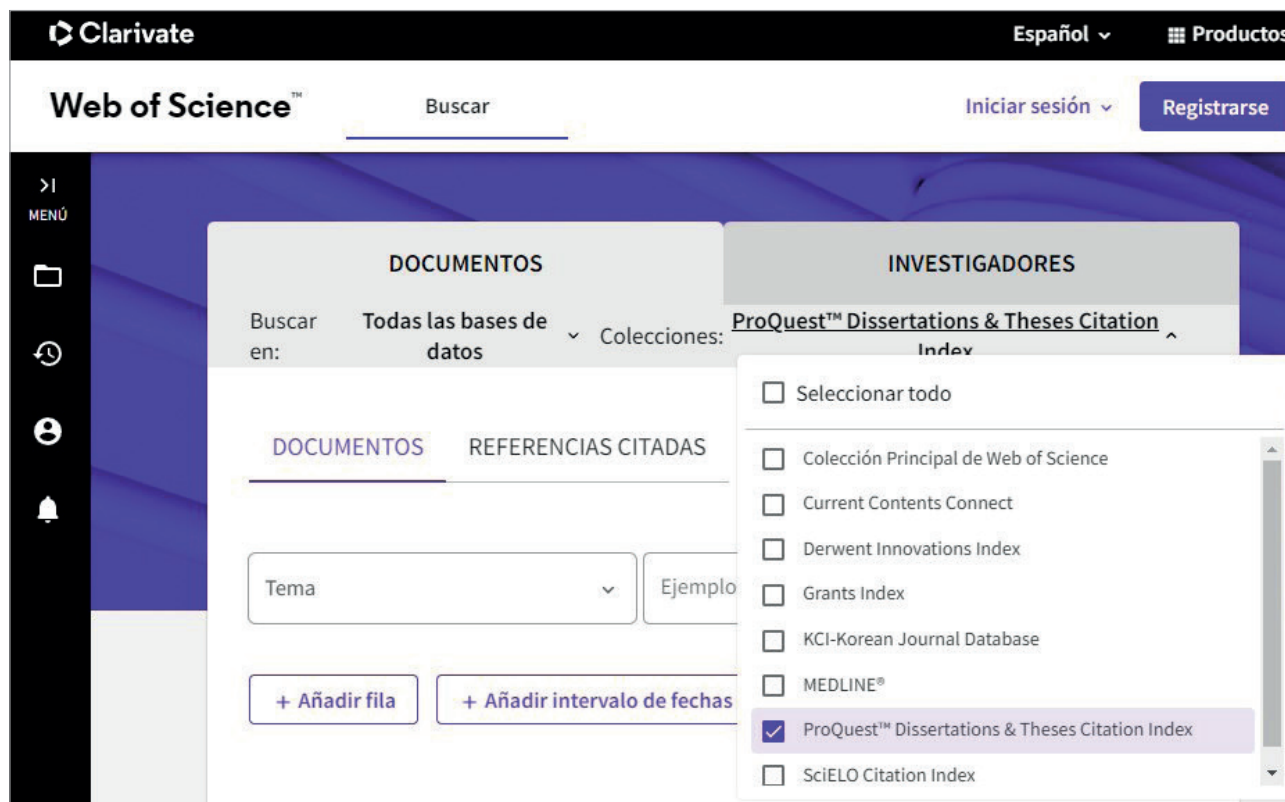 Clarivate
Español
Productos
Web of Science™
Buscar
Iniciar sesión
Registrarse
MENÚ
DOCUMENTOS
INVESTIGADORES
Buscar en:
Todas las bases de datos
Colecciones:
ProQuest™ Dissertations & Theses Citation
Index
Seleccionar todo
DOCUMENTOS
REFERENCIAS CITADAS
Colección Principal de Web of Science
Current Contents Connect
Derwent Innovations Index
Grants Index
KCI-Korean Journal Database
MEDLINE®
ProQuest™ Dissertations & Theses Citation Index
SciELO Citation Index
Tema
Ejemplo
+ Añadir fila
+ Añadir intervalo de fechas